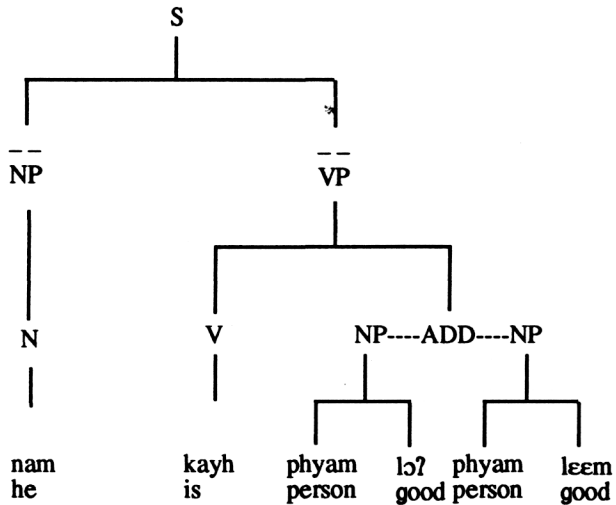 S
NP VP
N V NP----ADD----NP
nam kayh phyam lɔʔ phyam lɛɛm
he is person good person good